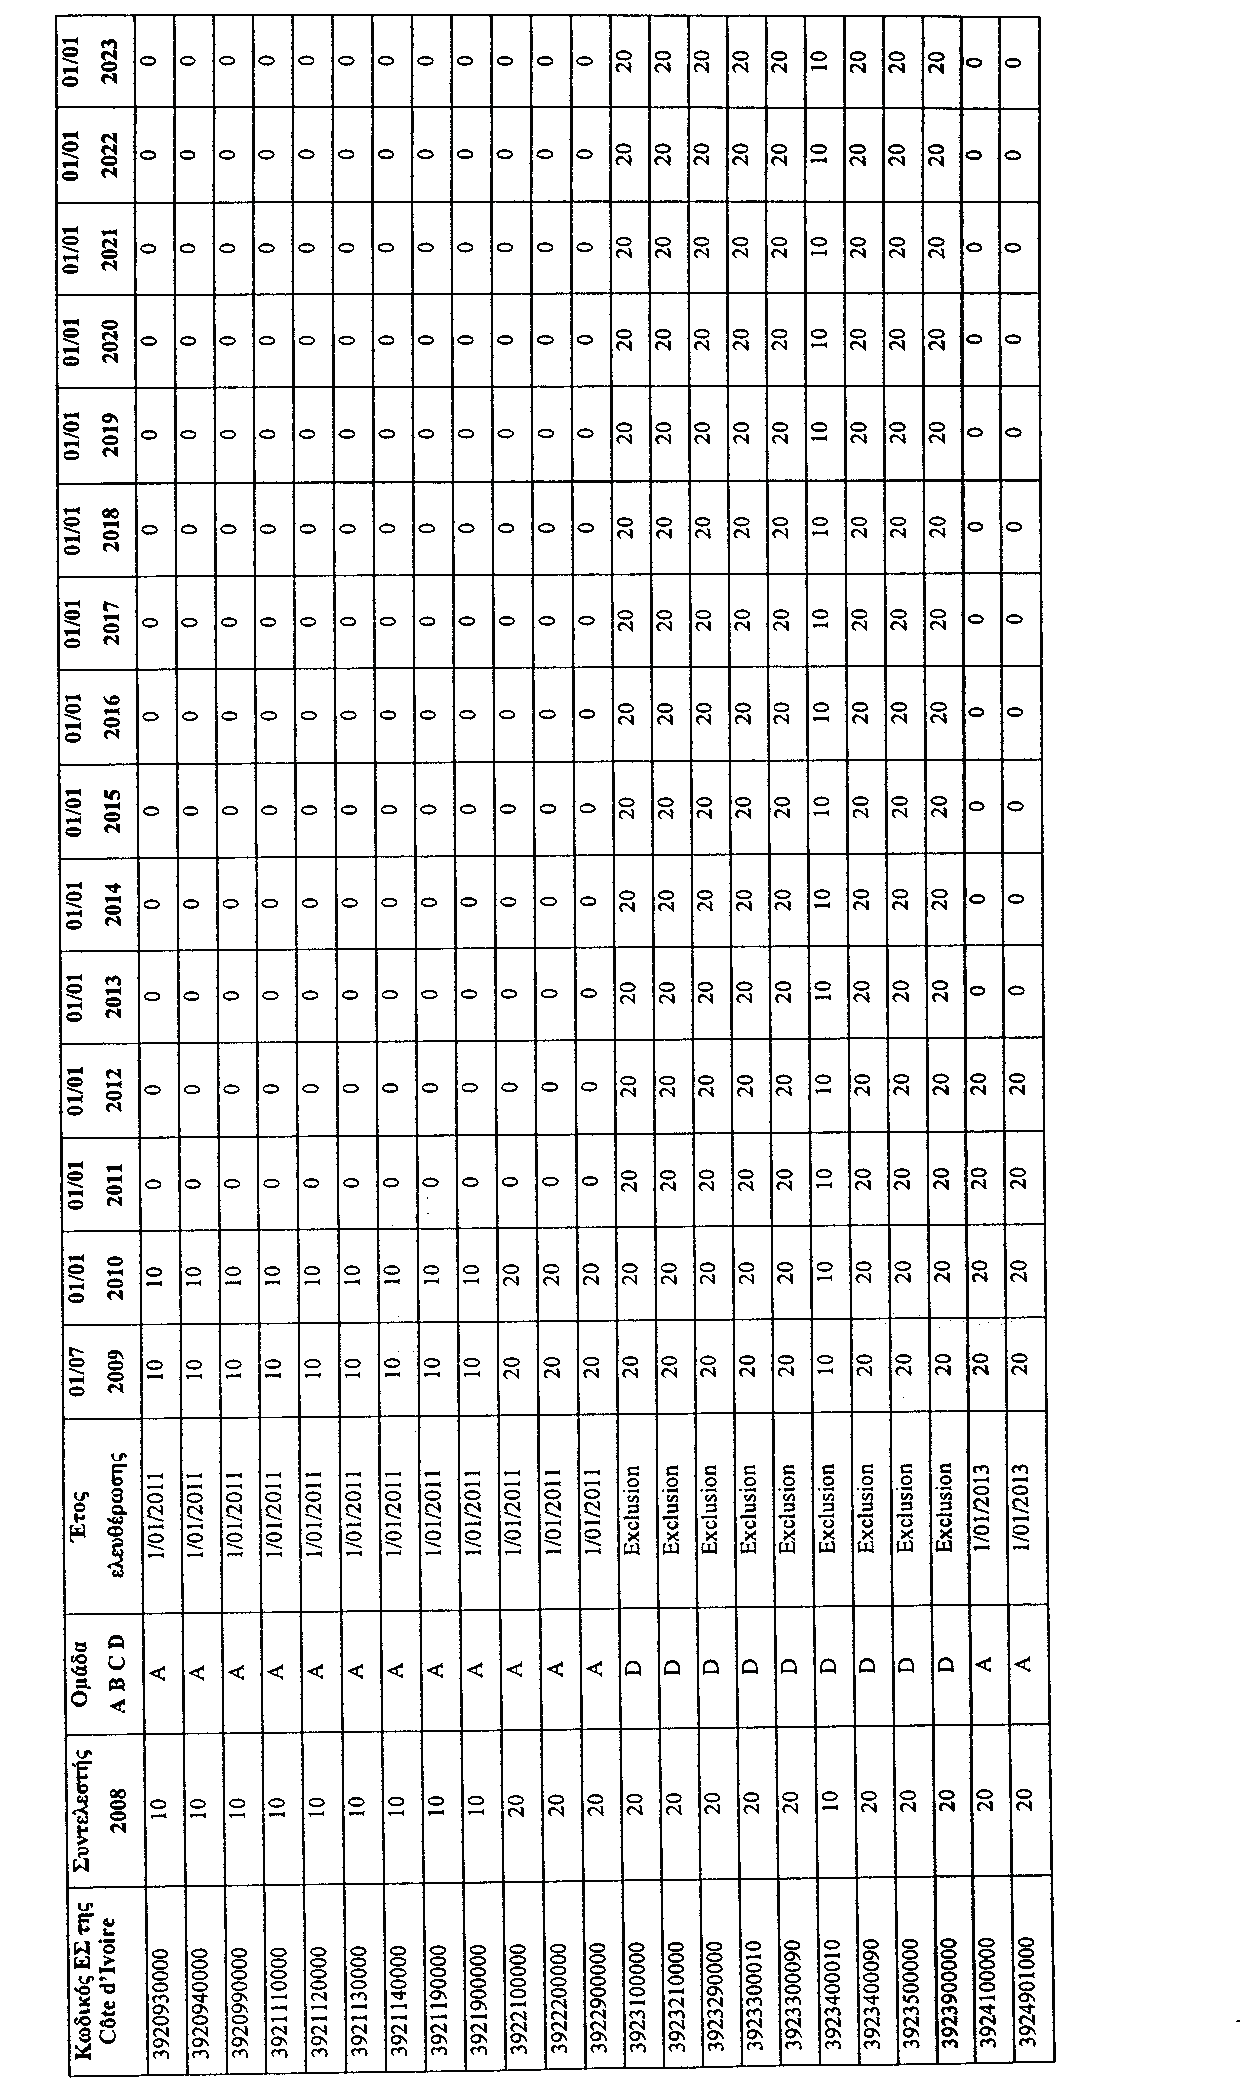 Κωδικός ΕΣ της Côte d'Ivoire Συντελεστής 2008 Ομάδα A B C D Έτος ελευθέρωσης 01/07 2009 01/01 2010 01/01 2011 01/01 2012 01/01 2013 01/01 2014 01/01 2015 01/01 2016 01/01 2017 01/01 2018 01/01 2019 01/01 2020 01/01 2021 01/01 2022 01/01 2023
3920930000 10 A 1/01/2011 10 10 0 0 0 0 0 0 0 0 0 0 0 0 0
3920940000 10 A 1/01/2011 10 10 0 0 0 0 0 0 0 0 0 0 0 0 0
3920990000 10 A 1/01/2011 10 10 0 0 0 0 0 0 0 0 0 0 0 0 0
3921110000 10 A 1/01/2011 10 10 0 0 0 0 0 0 0 0 0 0 0 0 0
3921120000 10 A 1/01/2011 10 10 0 0 0 0 0 0 0 0 0 0 0 0 0
3921130000 10 A 1/01/2011 10 10 0 0 0 0 0 0 0 0 0 0 0 0 0
3921140000 10 A 1/01/2011 10 10 0 0 0 0 0 0 0 0 0 0 0 0 0
3921190000 10 A 1/01/2011 10 10 0 0 0 0 0 0 0 0 0 0 0 0 0
3921900000 10 A 1/01/2011 10 10 0 0 0 0 0 0 0 0 0 0 0 0 0
3922100000 20 A 1/01/2011 20 20 0 0 0 0 0 0 0 0 0 0 0 0 0
3922200000 20 A 1/01/2011 20 20 0 0 0 0 0 0 0 0 0 0 0 0 0
3922900000 20 A 1/01/2011 20 20 0 0 0 0 0 0 0 0 0 0 0 0 0
3923100000 20 D Exclusion 20 20 20 20 20 20 20 20 20 20 20 20 20 20 20
3923210000 20 D Exclusion 20 20 20 20 20 20 20 20 20 20 20 20 20 20 20
3923290000 20 D Exclusion 20 20 20 20 20 20 20 20 20 20 20 20 20 20 20
3923300010 20 D Exclusion 20 20 20 20 20 20 20 20 20 20 20 20 20 20 20
3923300090 20 D Exclusion 20 20 20 20 20 20 20 20 20 20 20 20 20 20 20
3923400010 10 D Exclusion 10 10 10 10 10 10 10 10 10 10 10 10 10 10 10
3923400090 20 D Exclusion 20 20 20 20 20 20 20 20 20 20 20 20 20 20 20
3923500000 20 D Exclusion 20 20 20 20 20 20 20 20 20 20 20 20 20 20 20
3923900000 20 D Exclusion 20 20 20 20 20 20 20 20 20 20 20 20 20 20 20
3924100000 20 A 1/01/2013 20 20 20 20 0 0 0 0 0 0 0 0 0 0 0
3924901000 20 A 1/01/2013 20 20 20 20 0 0 0 0 0 0 0 0 0 0 0